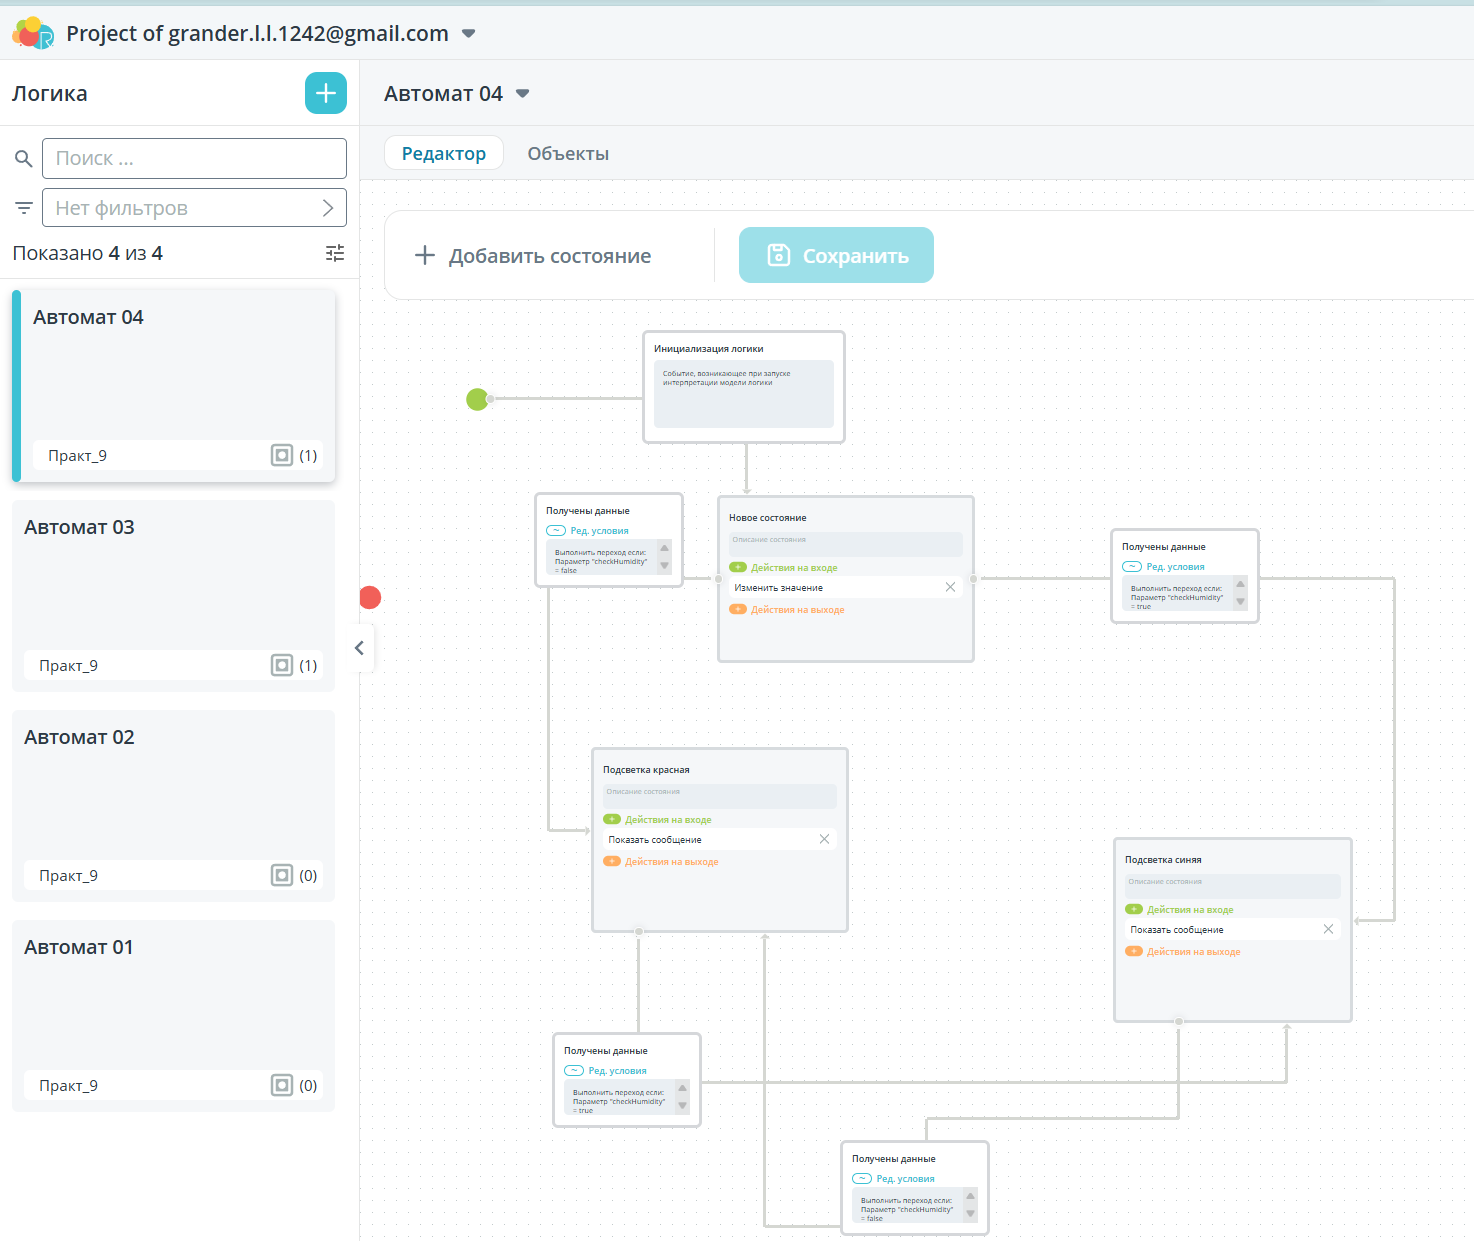 Project of grander.l.l.1242@gmail.com
Логика
Поиск ...
Нет фильтров
Показано 4 из 4
Автомат 04
Практ_9
(1)
Автомат 03
Практ_9
(1)
Автомат 02
Практ_9
(0)
Автомат 01
Практ_9
(0)
Автомат 04
Редактор
Объекты
Добавить состояние
Сохранить
Инициализация логики
Событие, возникающее при запуске
интерпретации модели логики
Получены данные
Ред. условия
Выполнить переход если:
Параметр "checkHumidity"
= false
Новое состояние
Описание состояния
Действия на входе
Изменить значение
Действия на выходе
Получены данные
Ред. условия
Выполнить переход если:
Параметр "checkHumidity"
= true
Подсветка красная
Описание состояния
Действия на входе
Показать сообщение
Действия на выходе
Подсветка синяя
Описание состояния
Действия на входе
Показать сообщение
Действия на выходе
Получены данные
Ред. условия
Выполнить переход если:
Параметр "checkHumidity"
= true
Получены данные
Ред. условия
Выполнить переход если:
Параметр "checkHumidity"
= false